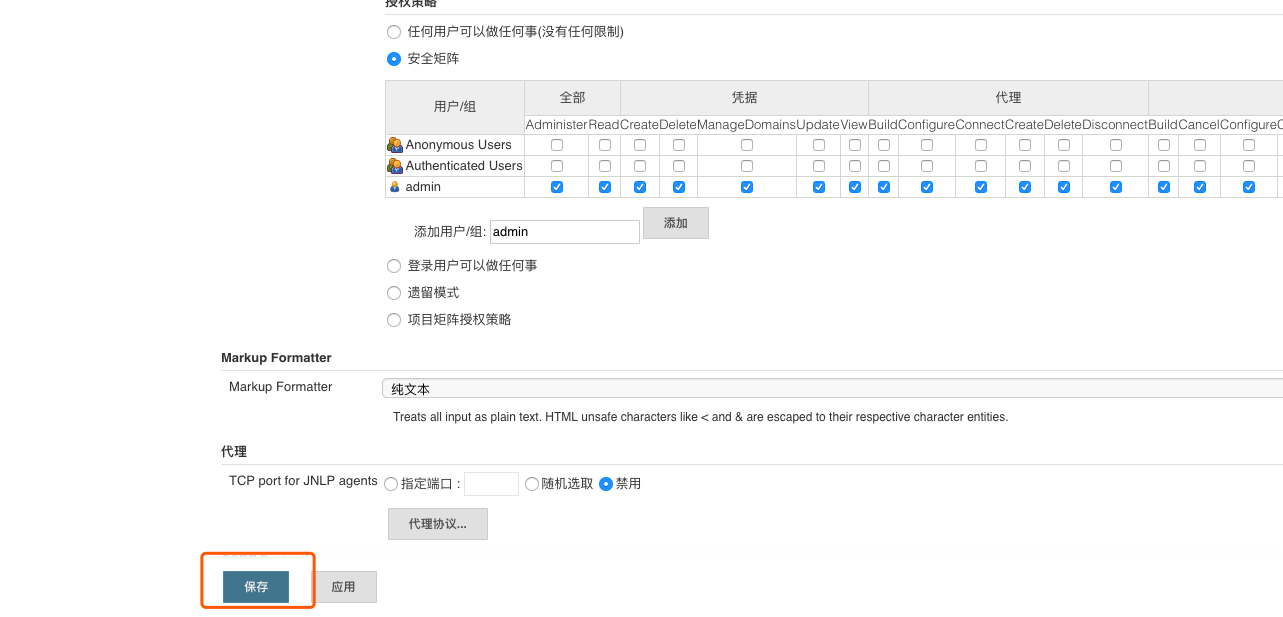 授权策略
任何用户可以做任何事(没有任何限制)
安全矩阵
用户/组 全部 凭据 代理
Administer Read Create Delete ManageDomains Update View Build Configure Connect Create Delete Disconnect Build Cancel Configure
Anonymous Users
Authenticated Users
admin
添加用户/组: admin 添加
登录用户可以做任何事
遗留模式
项目矩阵授权策略
Markup Formatter
Markup Formatter 纯文本
Treats all input as plain text. HTML unsafe characters like < and & are escaped to their respective character entities.
代理
TCP port for JNLP agents 指定端口 : 随机选取 禁用
代理协议...
保存 应用